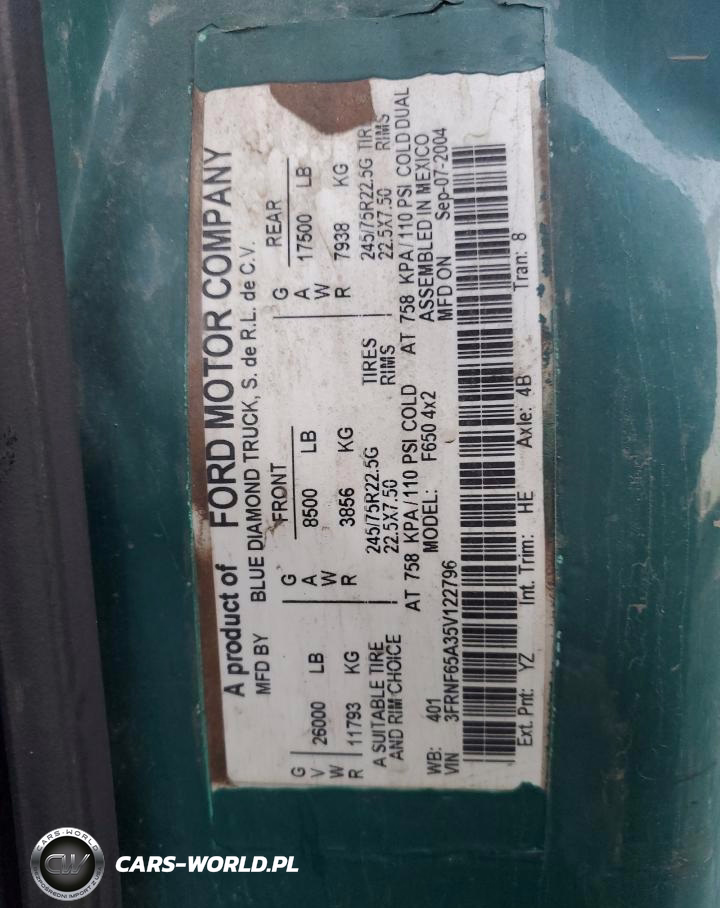 A product of FORD MOTOR COMPANY
MFD BY BLUE DIAMOND TRUCK, S. de R.L. de C.V.
FRONT REAR
G G G
V 26000 LB A 8500 LB A 17500 LB
W W W
R 11793 KG R 3856 KG R 7938 KG
A SUITABLE TIRE 245/75R22.5G TIRES 245/75R22.5G TIR
AND RIM CHOICE 22.5X7.50 RIMS 22.5X7.50 RIMS
AT 758 KPA/110 PSI COLD AT 758 KPA/110 PSI COLD DUAL
MODEL: ASSEMBLED IN MEXICO
WB: 401 F650 4x2 MFD ON Sep-07-2004
VIN 3FRNF65A35V122796
Ext. Pnt: YZ Int. Trim: HE Axle: 4B Tran: 8
CARS-WORLD
CW
CARS-WORLD.PL